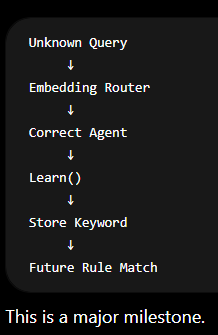 Unknown Query
↓
Embedding Router
↓
Correct Agent
↓
Learn()
↓
Store Keyword
↓
Future Rule Match
This is a major milestone.